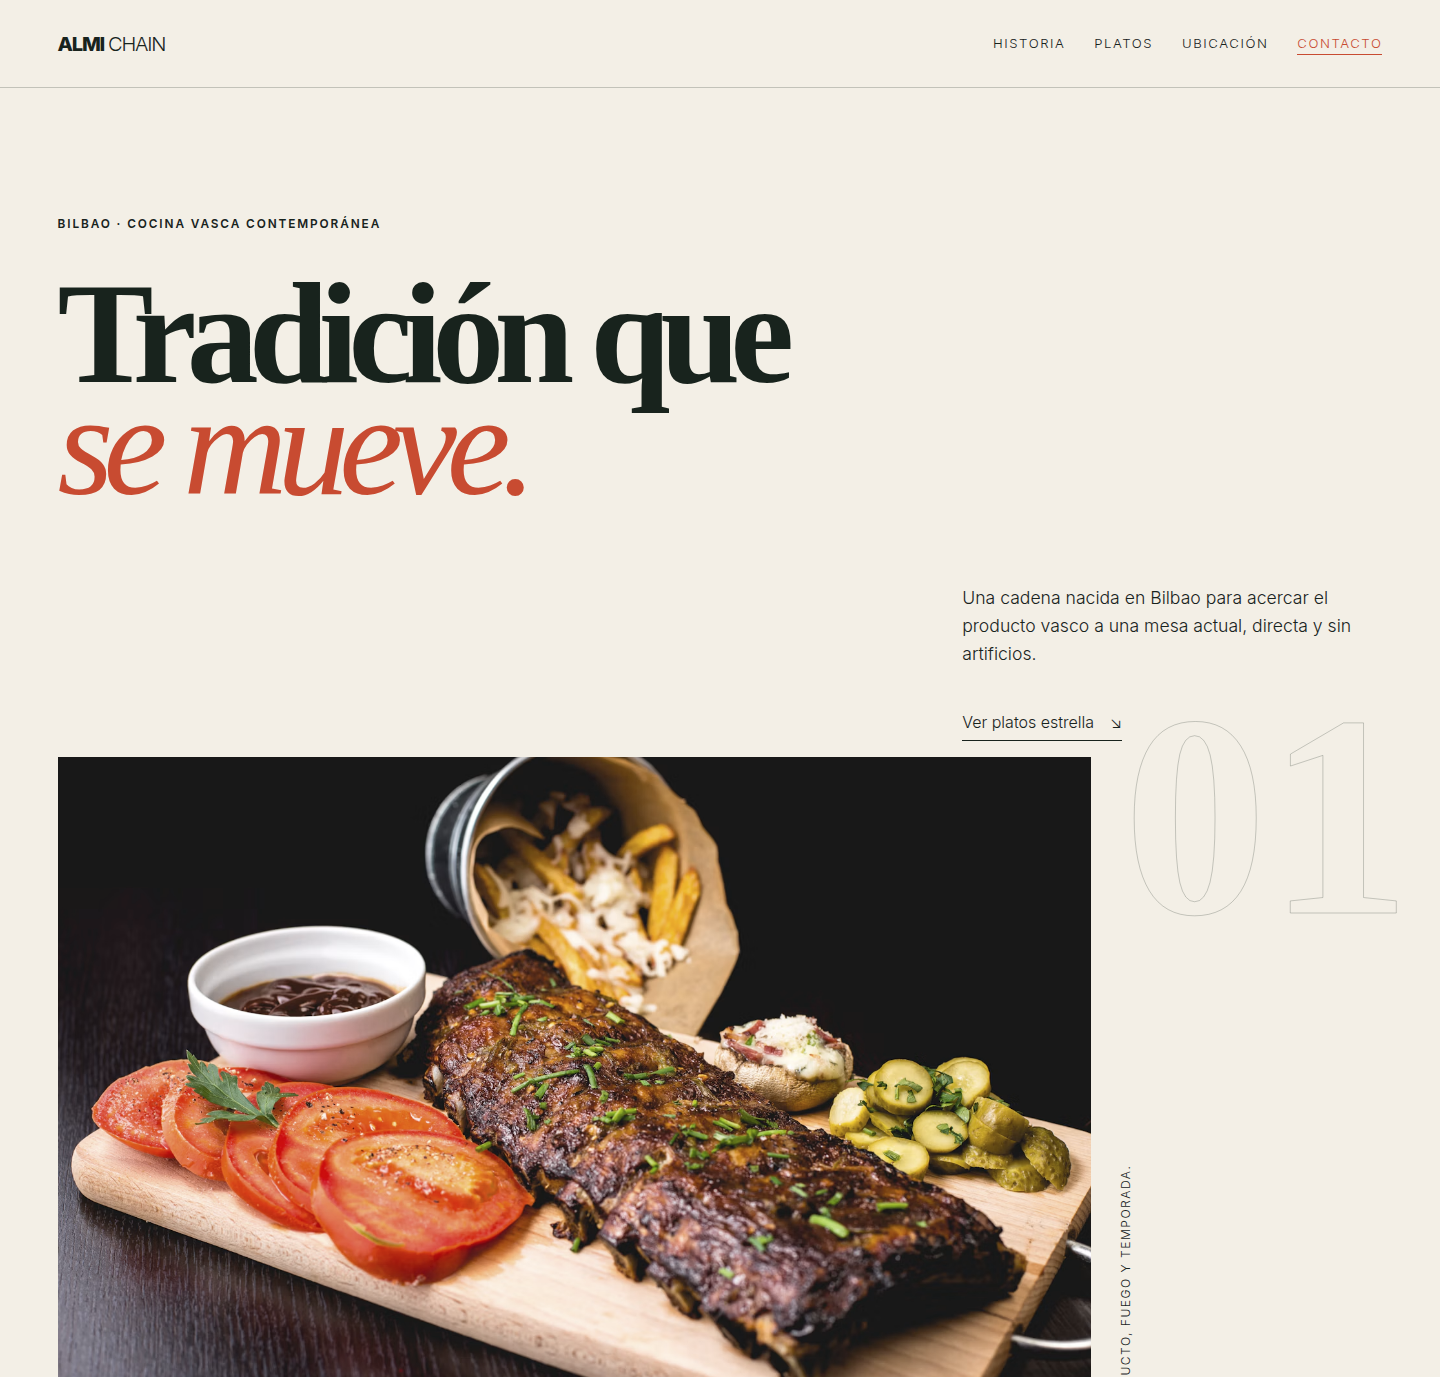 ALMI CHAIN
HISTORIA
PLATOS
UBICACIÓN
CONTACTO
BILBAO · COCINA VASCA CONTEMPORÁNEA
Tradición que
se mueve.
Una cadena nacida en Bilbao para acercar el
producto vasco a una mesa actual, directa y sin
artificios.
Ver platos estrella ↘
01
UCTO, FUEGO Y TEMPORADA.